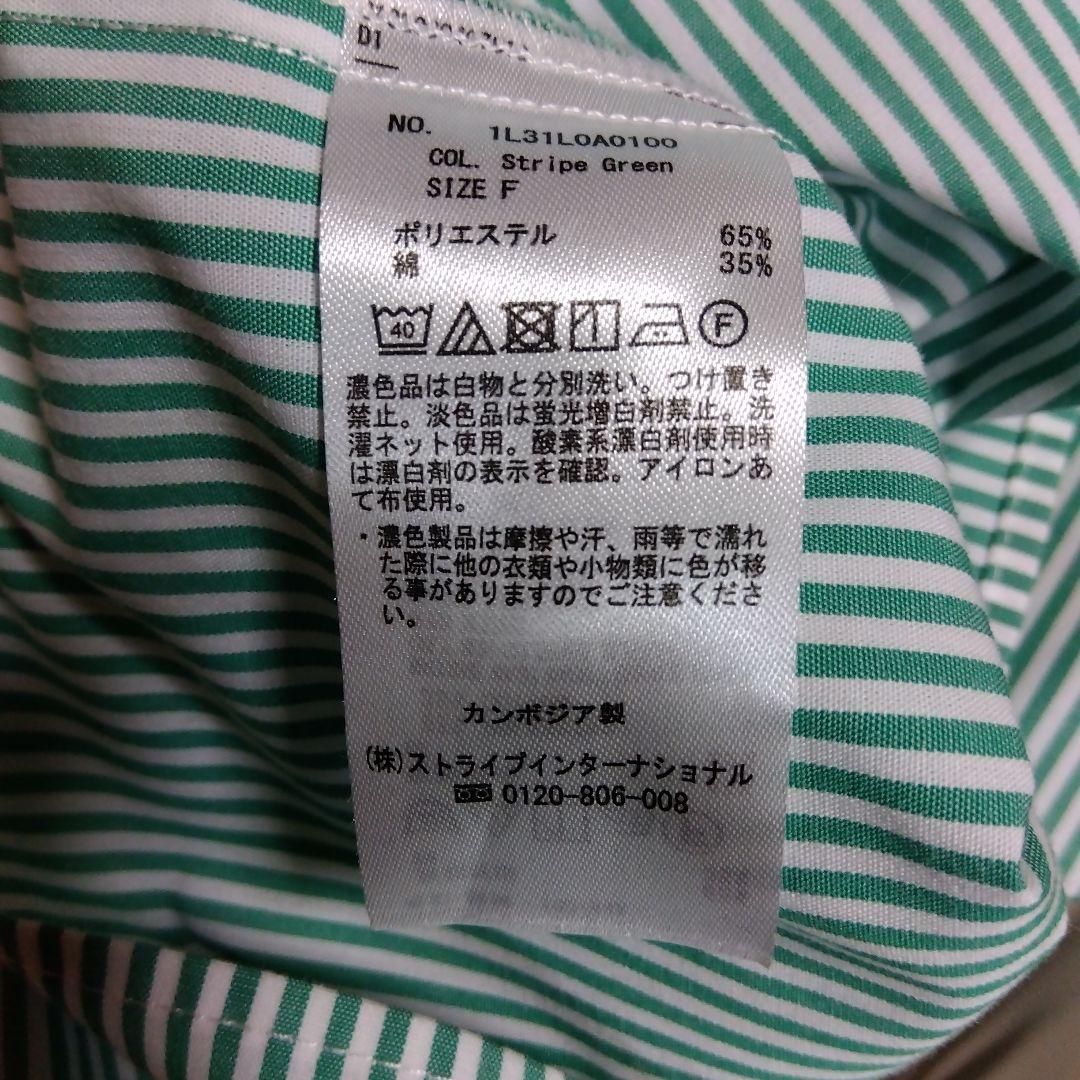 D1
NO. 1L31L0A0100
COL. Stripe Green
SIZE F
ポリエステル 65%
綿 35%
40 F
濃色品は白物と分別洗い。つけ置き
禁止。淡色品は蛍光増白剤禁止。洗
濯ネット使用。酸素系漂白剤使用時
は漂白剤の表示を確認。アイロンあ
て布使用。
・濃色製品は摩擦や汗、雨等で濡れ
た際に他の衣類や小物類に色が移
る事がありますのでご注意くださ
い。
カンボジア製
(株)ストライプインターナショナル
0120-806-008